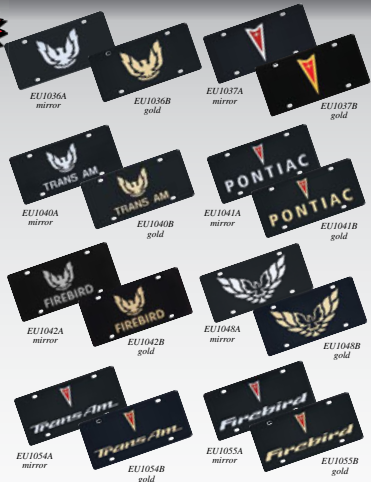 EU1036A
mirror
EU1036B
gold
EU1037A
mirror
EU1037B
gold
TRANS AM
TRANS AM
EU1040A
mirror
EU1040B
gold
PONTIAC
PONTIAC
EU1041A
mirror
EU1041B
gold
FIREBIRD
FIREBIRD
EU1042A
mirror
EU1042B
gold
EU1048A
mirror
EU1048B
gold
Trans Am
Trans Am
EU1054A
mirror
EU1054B
gold
Firebird
Firebird
EU1055A
mirror
EU1055B
gold